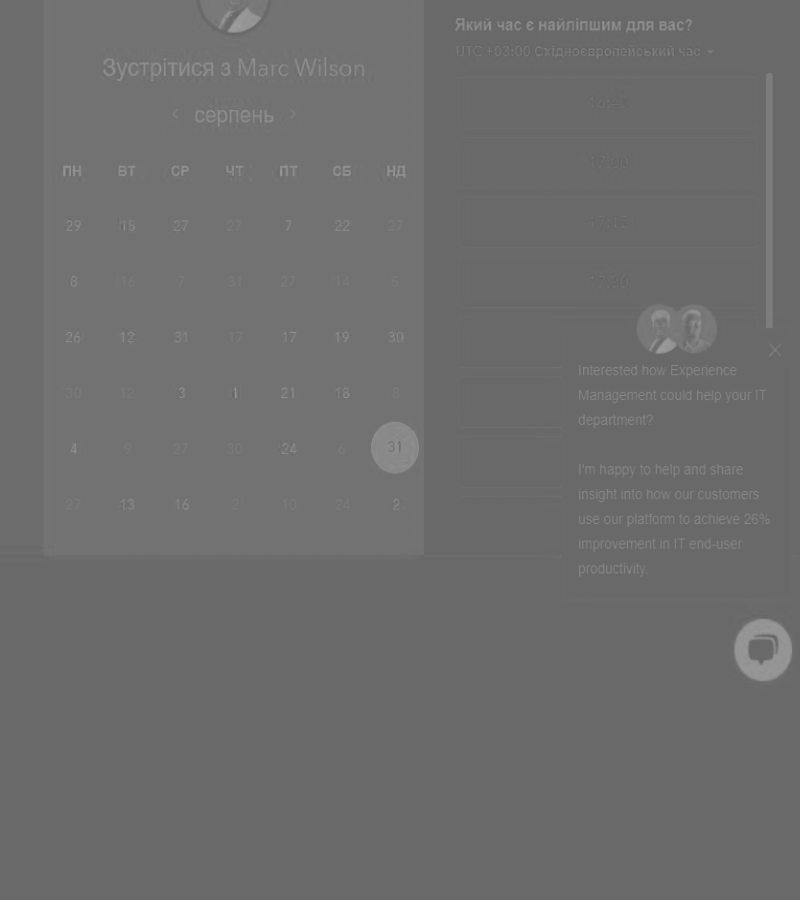 Зустрітися з Marc Wilson
серпень
ПН ВТ СР ЧТ ПТ СБ НД
29 15 27 27 7 22 27
8 16 7 31 27 14 5
26 12 31 17 17 19 30
30 12 3 1 21 18 8
4 9 27 30 24 6 31
27 13 16 2 10 24 2
Який час є найліпшим для вас?
UTC +03:00 Східноєвропейський час
Interested how Experience
Management could help your IT
department?
I'm happy to help and share
insight into how our customers
use our platform to achieve 26%
improvement in IT end-user
productivity.